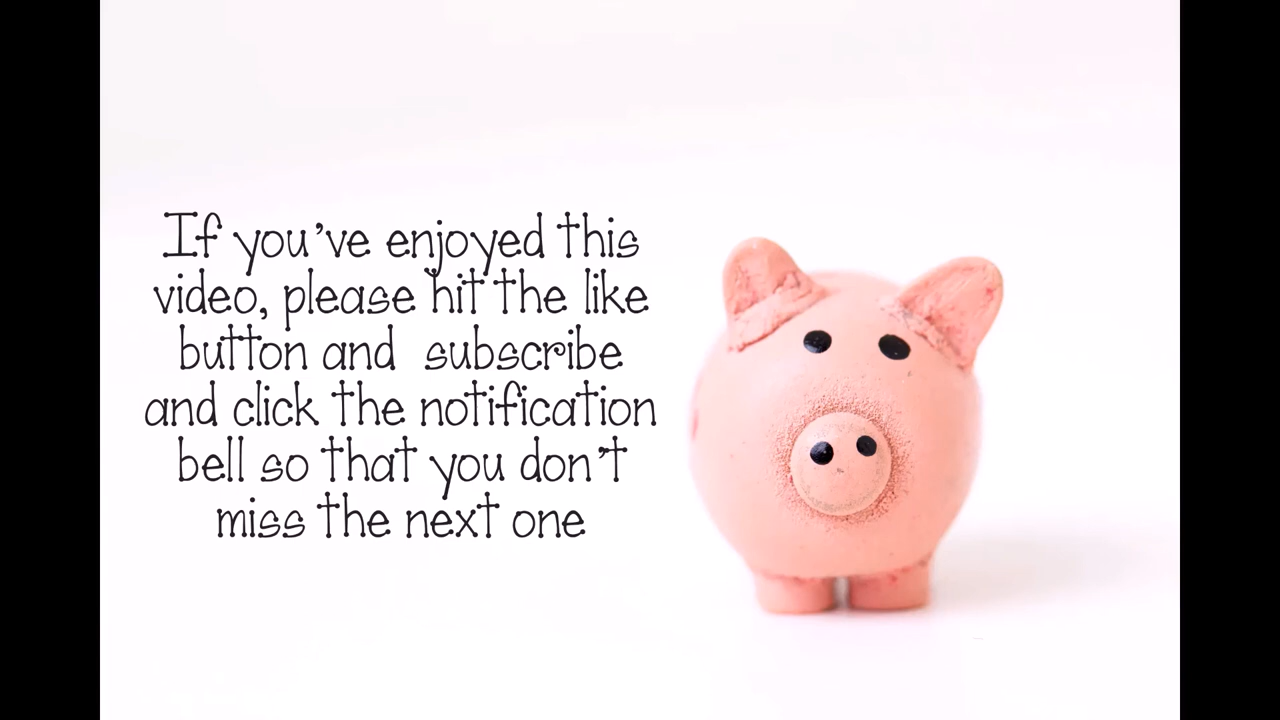 If you've enjoyed this
video, please hit the like
button and subscribe
and click the notification
bell so that you don't
miss the next one